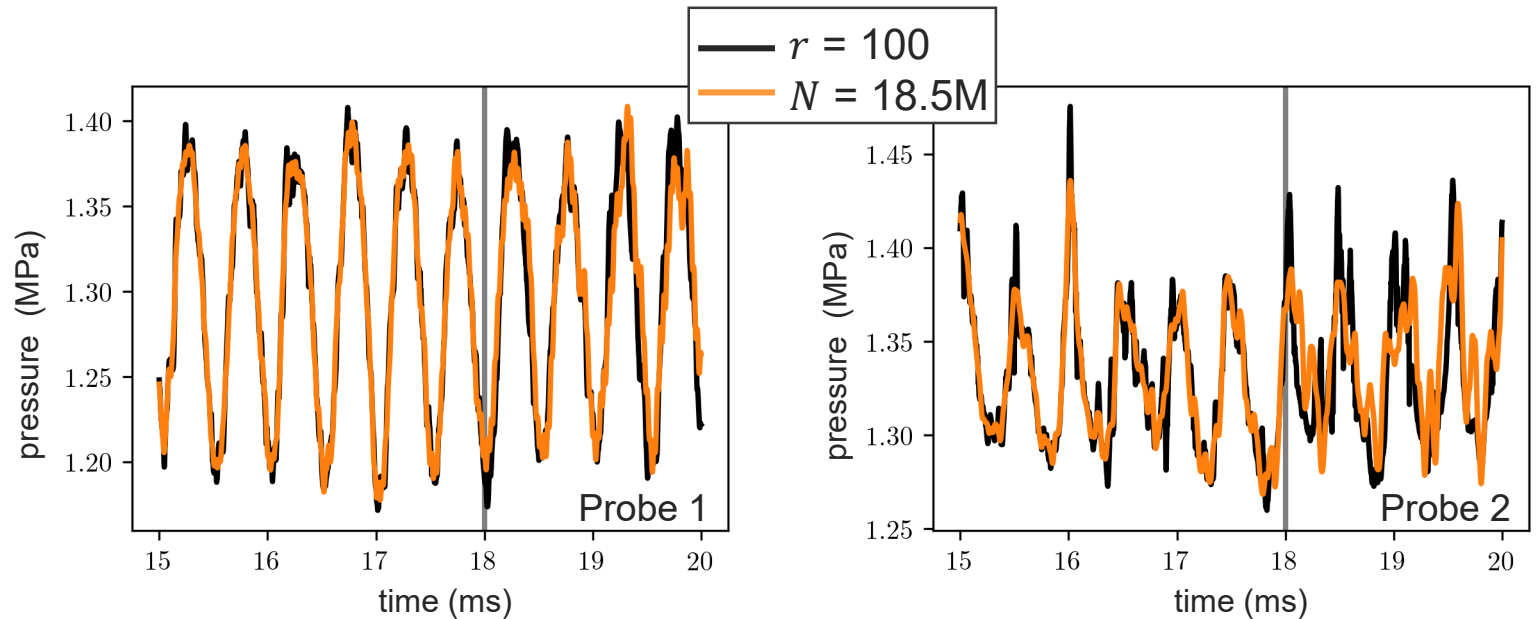 r = 100
N = 18.5M
1.40
1.35
1.30
1.25
1.20
pressure (MPa)
Probe 1
15 16 17 18 19 20
time (ms)
1.45
1.40
1.35
1.30
1.25
pressure (MPa)
Probe 2
15 16 17 18 19 20
time (ms)